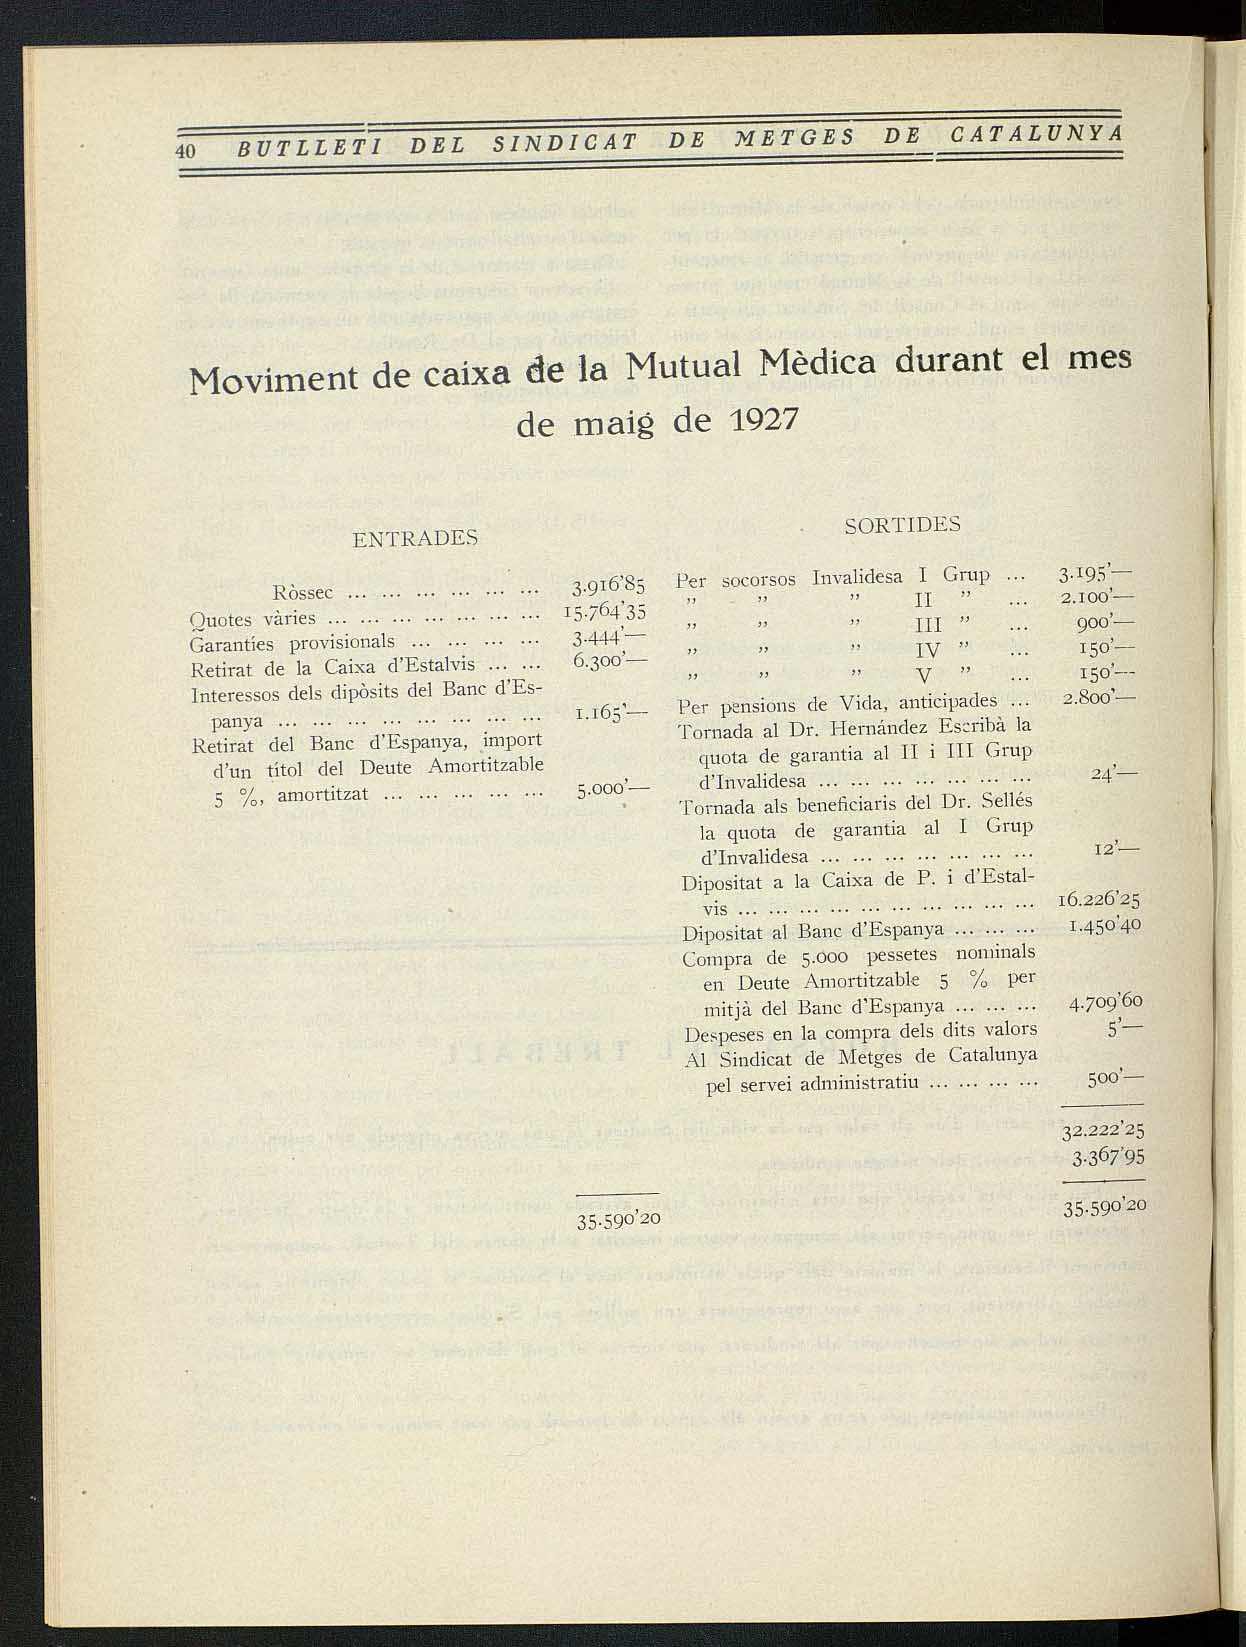 40 BUTLLETI DEL SINDICAT DE METGES DE CATALUNYA
Moviment de caixa de la Mutual Mèdica durant el mes
de maig de 1927
ENTRADES
Ròssec ... ... ... ... ... ... 3.916'85
Quotes vàries ... ... ... ... ... ... ... 15.764'35
Garantíes provisionals ... ... ... ... 3.444'—
Retirat de la Caixa d'Estalvis ... ... 6.300'—
Interessos dels dipòsits del Banc d'Es-
panya ... ... ... ... ... ... ... ... 1.165'—
Retirat del Banc d'Espanya, import
d'un títol del Deute Amortitzable
5 %, amortitzat ... ... ... ... ... 5.000'—
35.590'20
SORTIDES
Per socorsos Invalidesa I Grup ... 3.195'—
" " " II " ... 2.100'—
" " " III " ... 900'—
" " " IV " ... 150'—
" " " V " ... 150'—
Per pensions de Vida, anticipades ... 2.800'—
Tornada al Dr. Hernández Escribà la
quota de garantia al II i III Grup
d'Invalidesa ... ... ... ... ... ... ... 24'—
Tornada als beneficiaris del Dr. Sellés
la quota de garantia al I Grup
d'Invalidesa ... ... ... ... ... ... ... 12'—
Dipositat a la Caixa de P. i d'Estal-
vis ... ... ... ... ... ... ... ... ... ... 16.226'25
Dipositat al Banc d'Espanya ... ... ... 1.450'40
Compra de 5.000 pessetes nominals
en Deute Amortitzable 5 % per
mitjà del Banc d'Espanya ... ... ... 4.709'60
Despeses en la compra dels dits valors 5'—
Al Sindicat de Metges de Catalunya
pel servei administratiu ... ... ... ... 500'—
32.222'25
3.367'95
35.590'20